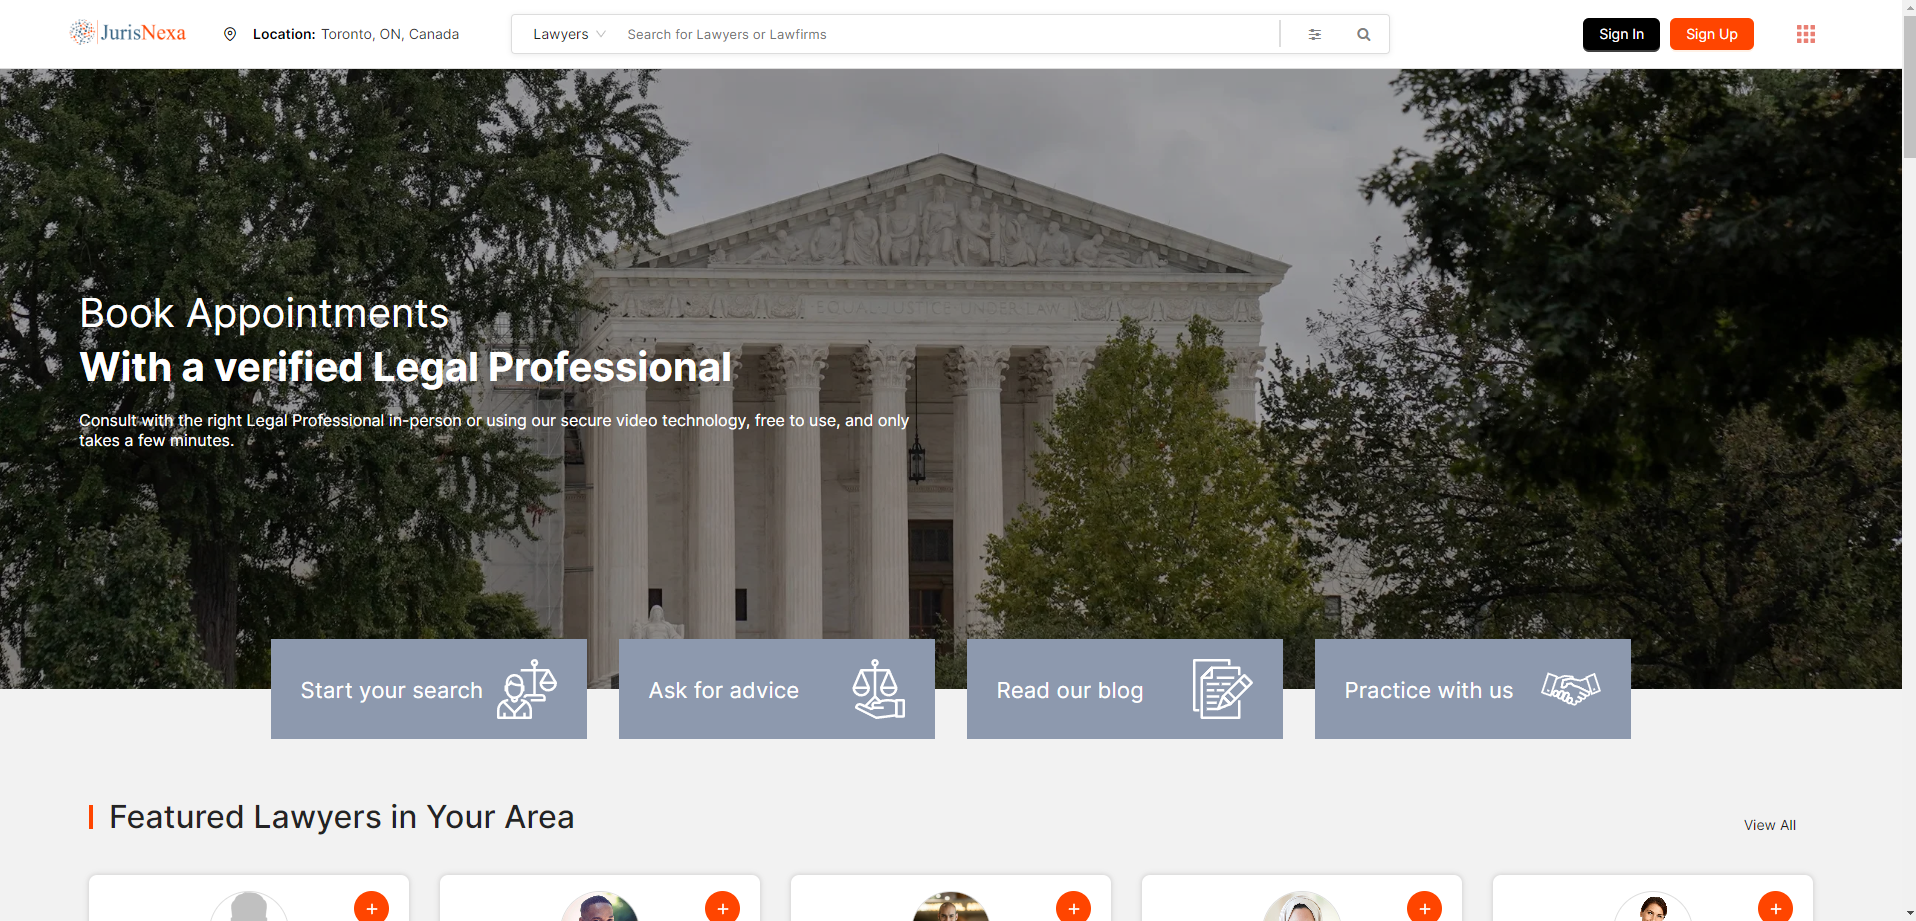 JurisNexa
Location: Toronto, ON, Canada
Lawyers
Search for Lawyers or Lawfirms
Sign In
Sign Up
EQUAL JUSTICE UNDER LAW
Book Appointments
With a verified Legal Professional
Consult with the right Legal Professional in-person or using our secure video technology, free to use, and only
takes a few minutes.
Start your search
Ask for advice
Read our blog
Practice with us
Featured Lawyers in Your Area
View All